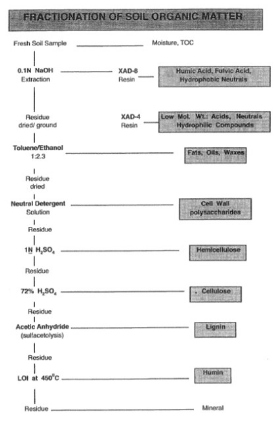 FRACTIONATION OF SOIL ORGANIC MATTER
Fresh Soil Sample Moisture, TOC
0.1N NaOH XAD-8 Humic Acid, Fulvic Acid,
Extraction Resin Hydrophobic Neutrals
Residue XAD-4 Low Mol. Wt.: Acids, Neutrals
dried/ ground Resin Hydrophilic Compounds
Toluene/Ethanol Fats, Oils, Waxes
1:2.3
Residue
dried
Neutral Detergent Cell Wall
Solution polysaccharides
Residue
1N H₂SO₄ Hemicellulose
Residue
72% H₂SO₄ Cellulose
Residue
Acetic Anhydride Lignin
(sulfacetolysis)
Residue
LOI at 450⁰C Humin
Residue Mineral